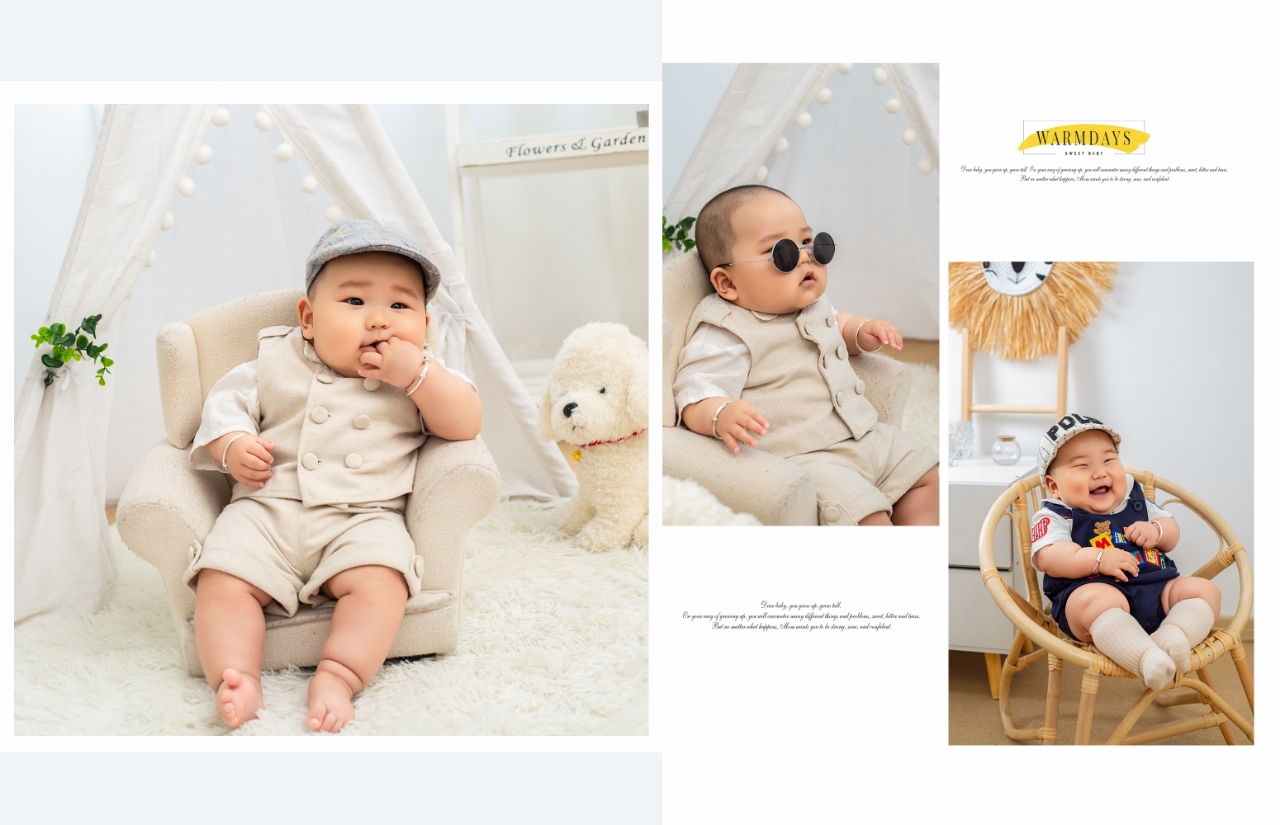 Flowers & Garden
WARMDAYS
SWEET BABY
Dear baby, you grow up, grow tall. On your way of growing up, you will encounter many different things and problems, sweet, bitter and tears.
But no matter what happens, Mom wants you to be strong, sane, and confident.
Dear baby, you grow up, grow tall.
On your way of growing up, you will encounter many different things and problems, sweet, bitter and tears.
But no matter what happens, Mom wants you to be strong, sane, and confident.